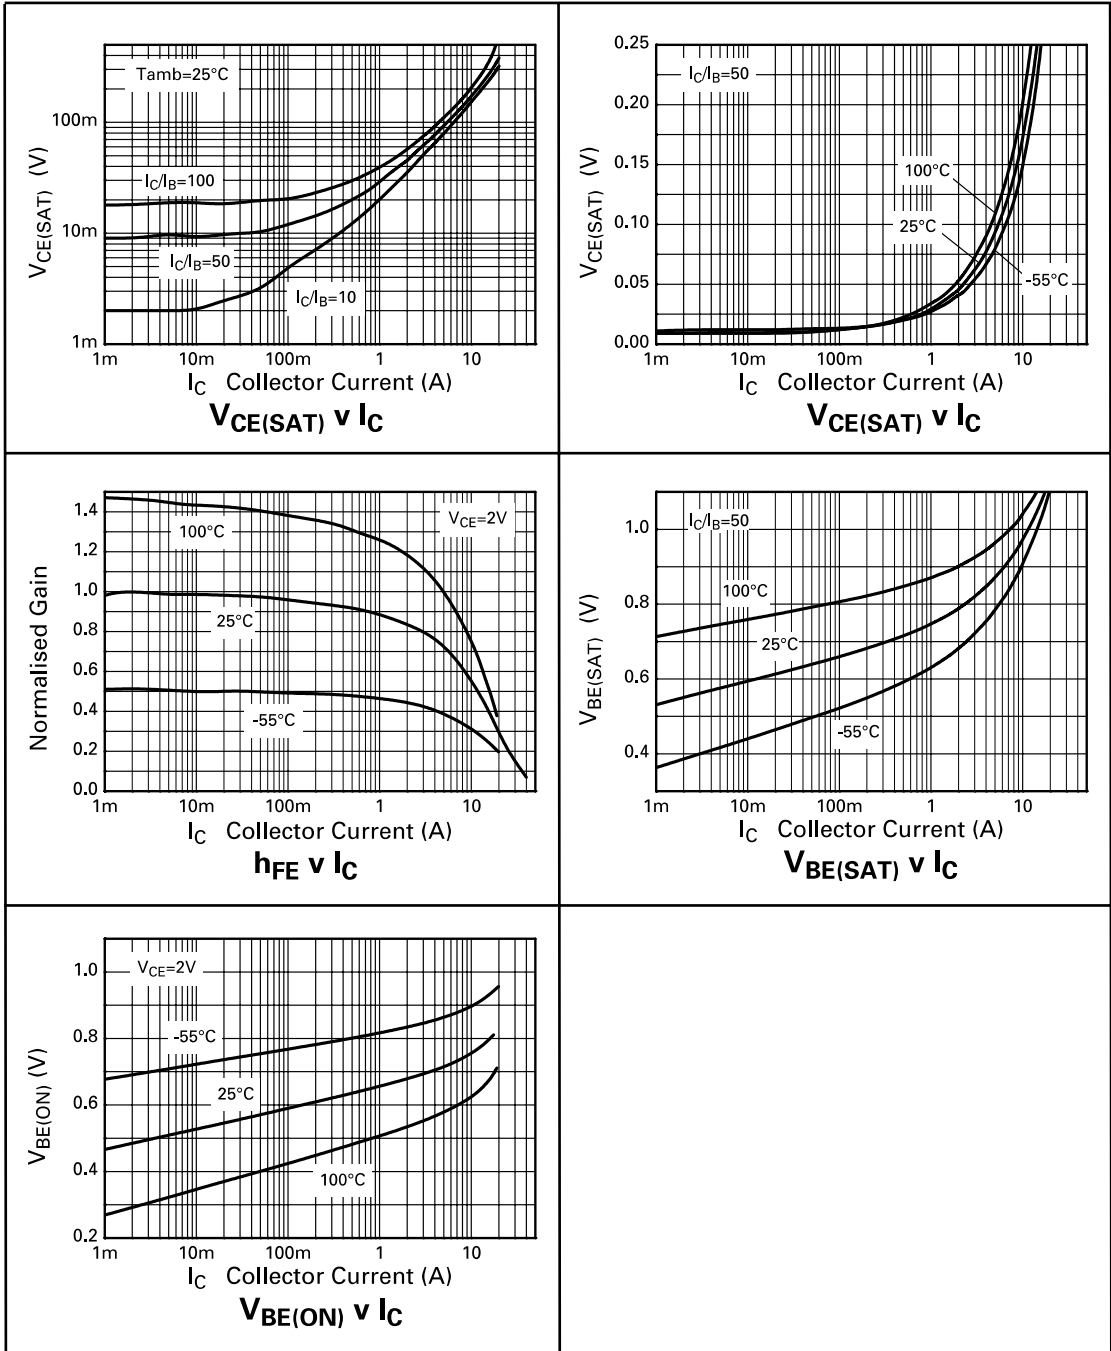 Tamb=25°C
100m
10m
1m
IC/IB=100
IC/IB=50
IC/IB=10
VCE(SAT) (V)
1m 10m 100m 1 10
IC Collector Current (A)
VCE(SAT) v IC
0.25
0.20
0.15
0.10
0.05
0.00
IC/IB=50
100°C
25°C
-55°C
VCE(SAT) (V)
1m 10m 100m 1 10
IC Collector Current (A)
VCE(SAT) v IC
1.4
1.2
1.0
0.8
0.6
0.4
0.2
0.0
VCE=2V
100°C
25°C
-55°C
Normalised Gain
1m 10m 100m 1 10
IC Collector Current (A)
hFE v IC
1.0
0.8
0.6
0.4
IC/IB=50
100°C
25°C
-55°C
VBE(SAT) (V)
1m 10m 100m 1 10
IC Collector Current (A)
VBE(SAT) v IC
1.0
0.8
0.6
0.4
0.2
VCE=2V
-55°C
25°C
100°C
VBE(ON) (V)
1m 10m 100m 1 10
IC Collector Current (A)
VBE(ON) v IC